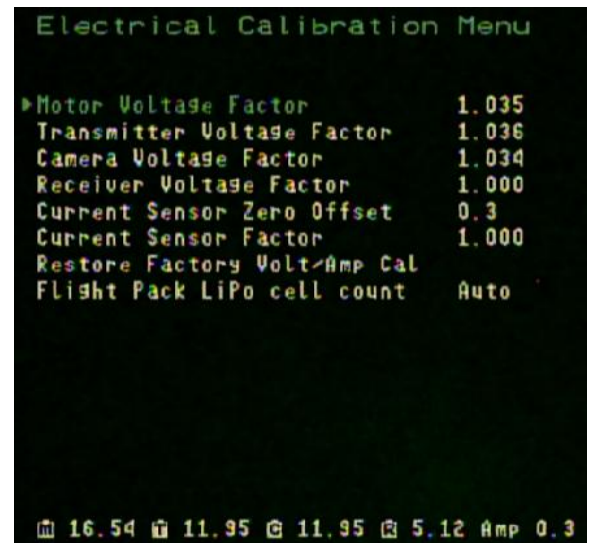 Electrical Calibration Menu
▶Motor Voltage Factor 1.035
Transmitter Voltage Factor 1.036
Camera Voltage Factor 1.034
Receiver Voltage Factor 1.000
Current Sensor Zero Offset 0.3
Current Sensor Factor 1.000
Restore Factory Volt/Amp Cal
Flight Pack LiPo cell count Auto
m 16.54 T 11.95 C 11.95 R 5.12 Amp 0.3